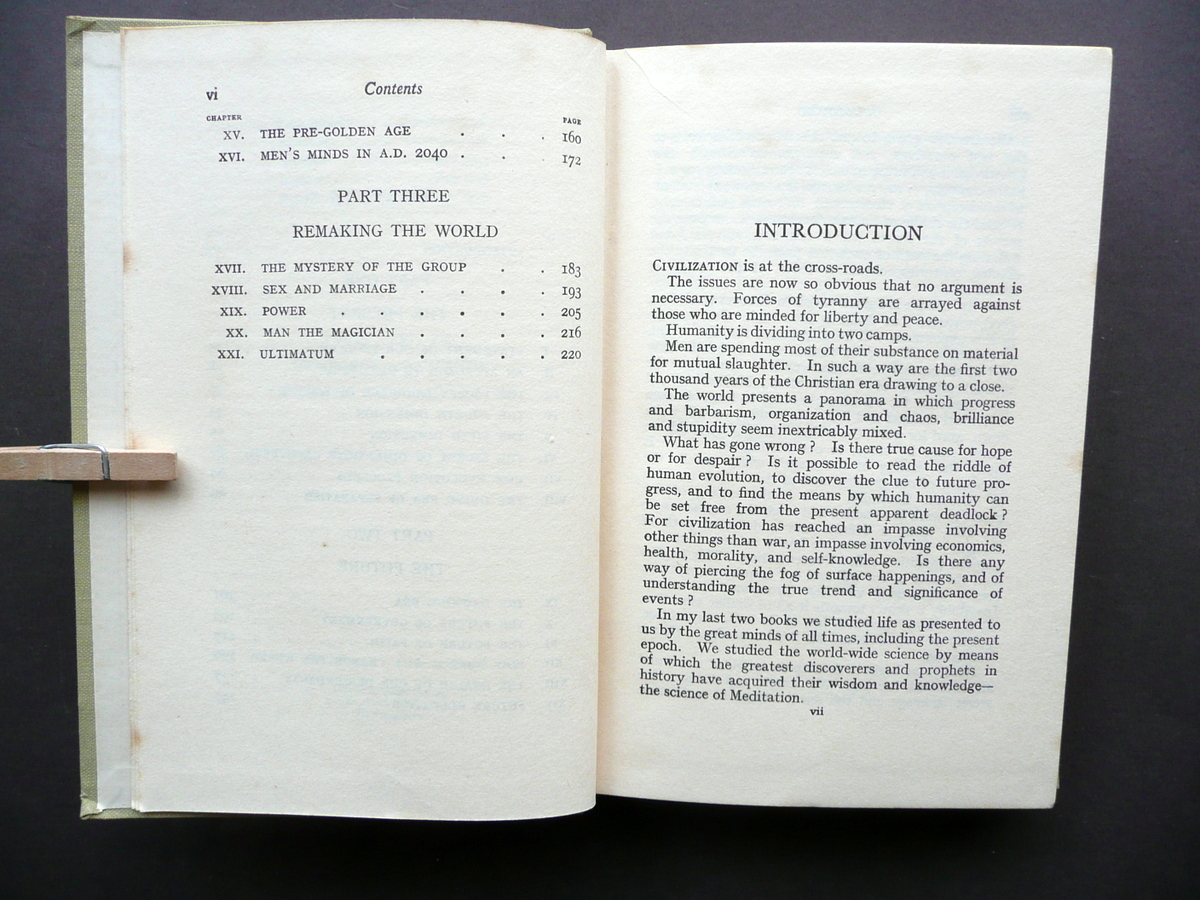 vi Contents
CHAPTER PAGE
XV. THE PRE-GOLDEN AGE . . . 160
XVI. MEN'S MINDS IN A.D. 2040 . . . 172
PART THREE
REMAKING THE WORLD
XVII. THE MYSTERY OF THE GROUP . . 183
XVIII. SEX AND MARRIAGE . . . . 193
XIX. POWER . . . . . . 205
XX. MAN THE MAGICIAN . . . . 216
XXI. ULTIMATUM . . . . . 220
INTRODUCTION
CIVILIZATION is at the cross-roads.
The issues are now so obvious that no argument is
necessary. Forces of tyranny are arrayed against
those who are minded for liberty and peace.
Humanity is dividing into two camps.
Men are spending most of their substance on material
for mutual slaughter. In such a way are the first two
thousand years of the Christian era drawing to a close.
The world presents a panorama in which progress
and barbarism, organization and chaos, brilliance
and stupidity seem inextricably mixed.
What has gone wrong ? Is there true cause for hope
or for despair ? Is it possible to read the riddle of
human evolution, to discover the clue to future pro-
gress, and to find the means by which humanity can
be set free from the present apparent deadlock ?
For civilization has reached an impasse involving
other things than war, an impasse involving economics,
health, morality, and self-knowledge. Is there any
way of piercing the fog of surface happenings, and of
understanding the true trend and significance of
events ?
In my last two books we studied life as presented to
us by the great minds of all times, including the present
epoch. We studied the world-wide science by means
of which the greatest discoverers and prophets in
history have acquired their wisdom and knowledge—
the science of Meditation.
vii